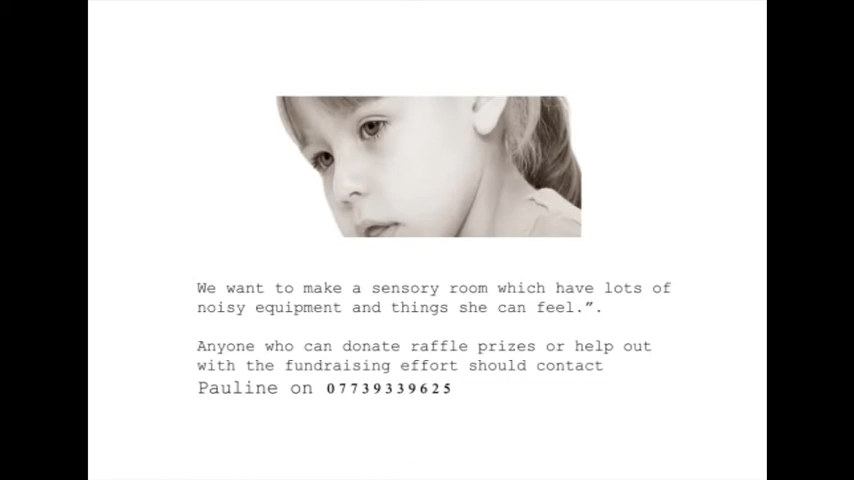 We want to make a sensory room which have lots of
noisy equipment and things she can feel.”.
Anyone who can donate raffle prizes or help out
with the fundraising effort should contact
Pauline on 07739339625